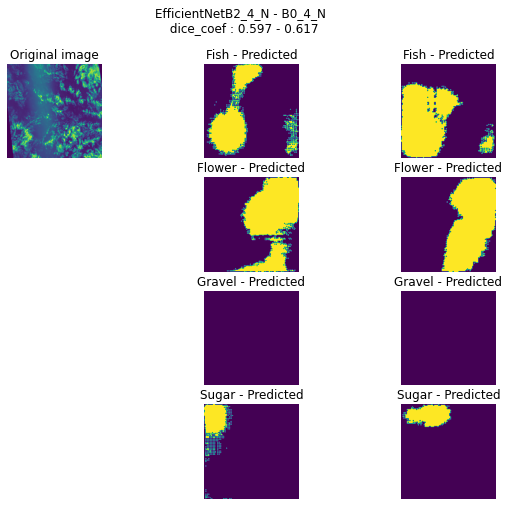 EfficientNetB2_4_N - B0_4_N
dice_coef : 0.597 - 0.617
Original image
Fish - Predicted
Fish - Predicted
Flower - Predicted
Flower - Predicted
Gravel - Predicted
Gravel - Predicted
Sugar - Predicted
Sugar - Predicted